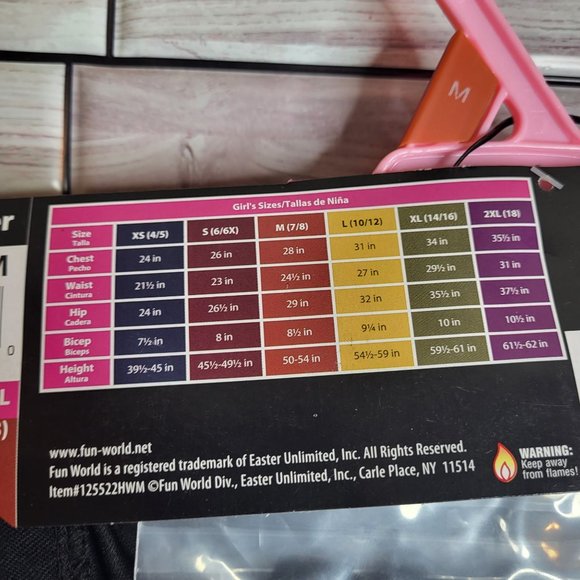 M
Girl's Sizes/Tallas de Niña
Size XS (4/5) S (6/6X) M (7/8) L (10/12) XL (14/16) 2XL (18)
Talla
Chest 24 in 26 in 28 in 31 in 34 in 35½ in
Pecho
Waist 21½ in 23 in 24½ in 27 in 29½ in 31 in
Cintura
Hip 24 in 26½ in 29 in 32 in 35½ in 37½ in
Cadera
Bicep 7½ in 8 in 8½ in 9¼ in 10 in 10½ in
Biceps
Height 39½-45 in 45½-49½ in 50-54 in 54½-59 in 59½-61 in 61½-62 in
Altura
www.fun-world.net
Fun World is a registered trademark of Easter Unlimited, Inc. All Rights Reserved.
Item#125522HWM ©Fun World Div., Easter Unlimited, Inc., Carle Place, NY 11514
WARNING:
Keep away
from flames!